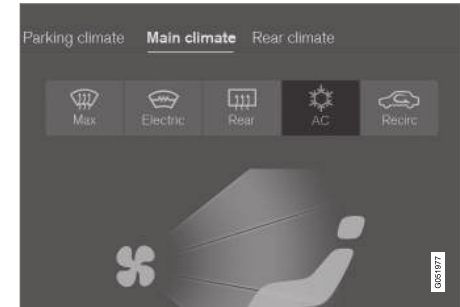 Parking climate Main climate Rear climate
Max Electric Rear AC Recirc
G051977